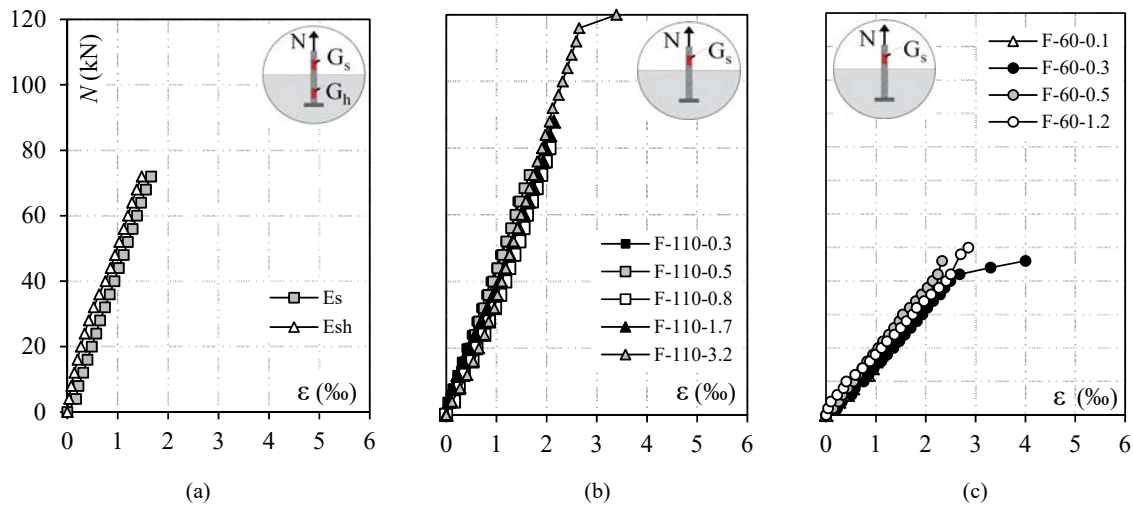 120
100
80
60
40
20
0
N (kN)
N
Gs
Gh
Es
Esh
ε (‰)
0 1 2 3 4 5 6
(a)
N
Gs
F-110-0.3
F-110-0.5
F-110-0.8
F-110-1.7
F-110-3.2
ε (‰)
0 1 2 3 4 5 6
(b)
N
Gs
F-60-0.1
F-60-0.3
F-60-0.5
F-60-1.2
ε (‰)
0 1 2 3 4 5 6
(c)